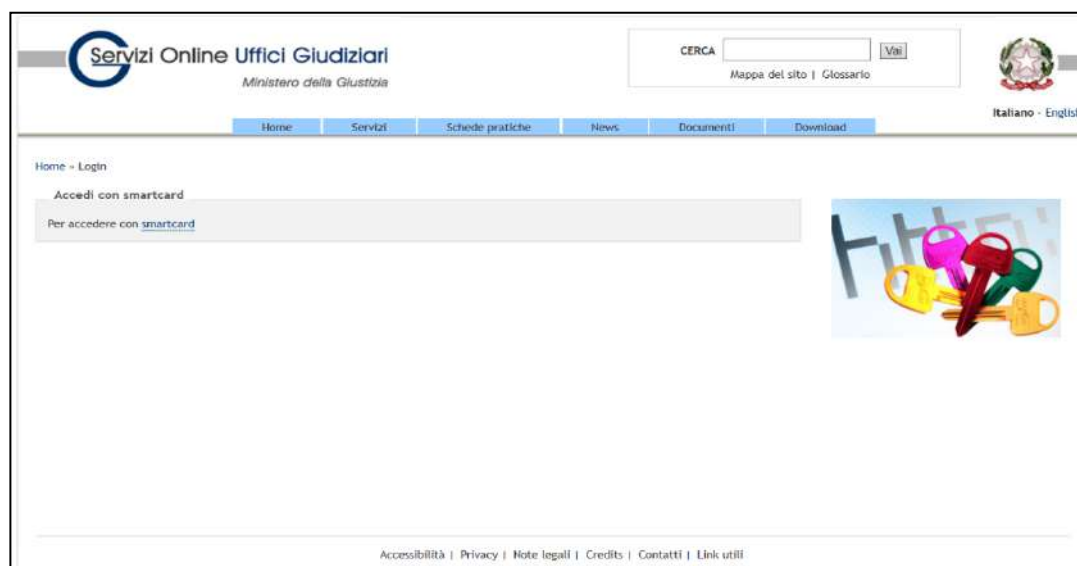 Servizi Online Uffici Giudiziari
Ministero della Giustizia
CERCA Vai
Mappa del sito | Glossario
Italiano - English
Home Servizi Schede pratiche News Documenti Download
Home » Login
Accedi con smartcard
Per accedere con smartcard
http:
Accessibilità | Privacy | Note legali | Credits | Contatti | Link utili